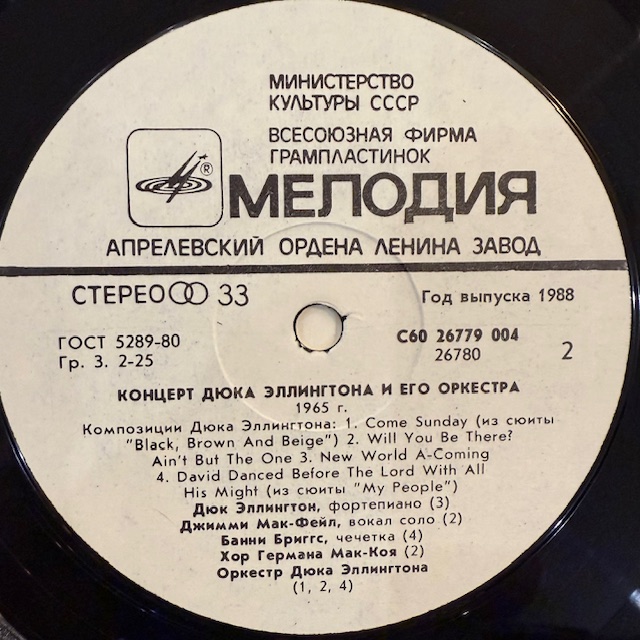 МИНИСТЕРСТВО
КУЛЬТУРЫ СССР
ВСЕСОЮЗНАЯ ФИРМА
ГРАМПЛАСТИНОК
®
МЕЛОДИЯ
АПРЕЛЕВСКИЙ ОРДЕНА ЛЕНИНА ЗАВОД
СТЕРЕО 33
Год выпуска 1988
ГОСТ 5289-80
Гр. 3. 2-25
С60 26779 004
26780
2
КОНЦЕРТ ДЮКА ЭЛЛИНГТОНА И ЕГО ОРКЕСТРА
1965 г.
Композиции Дюка Эллингтона: 1. Come Sunday (из сюиты
"Black, Brown And Beige") 2. Will You Be There?
Ain't But The One 3. New World A-Coming
4. David Danced Before The Lord With All
His Might (из сюиты "My People")
Дюк Эллингтон, фортепиано (3)
Джимми Мак-Фейл, вокал соло (2)
Банни Бриггс, чечетка (4)
Хор Германа Мак-Коя (2)
Оркестр Дюка Эллингтона
(1, 2, 4)